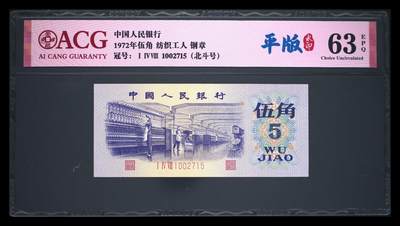 ACG
AI CANG GUARANTY
中国人民银行
1972年伍角 纺织工人 铜章
冠号: I IV VIII 1002715 (北斗号)
平版
63 EPQ
Choice Uncirculated
中国人民银行
伍角
5
WU
JIAO
I IV VIII 1002715